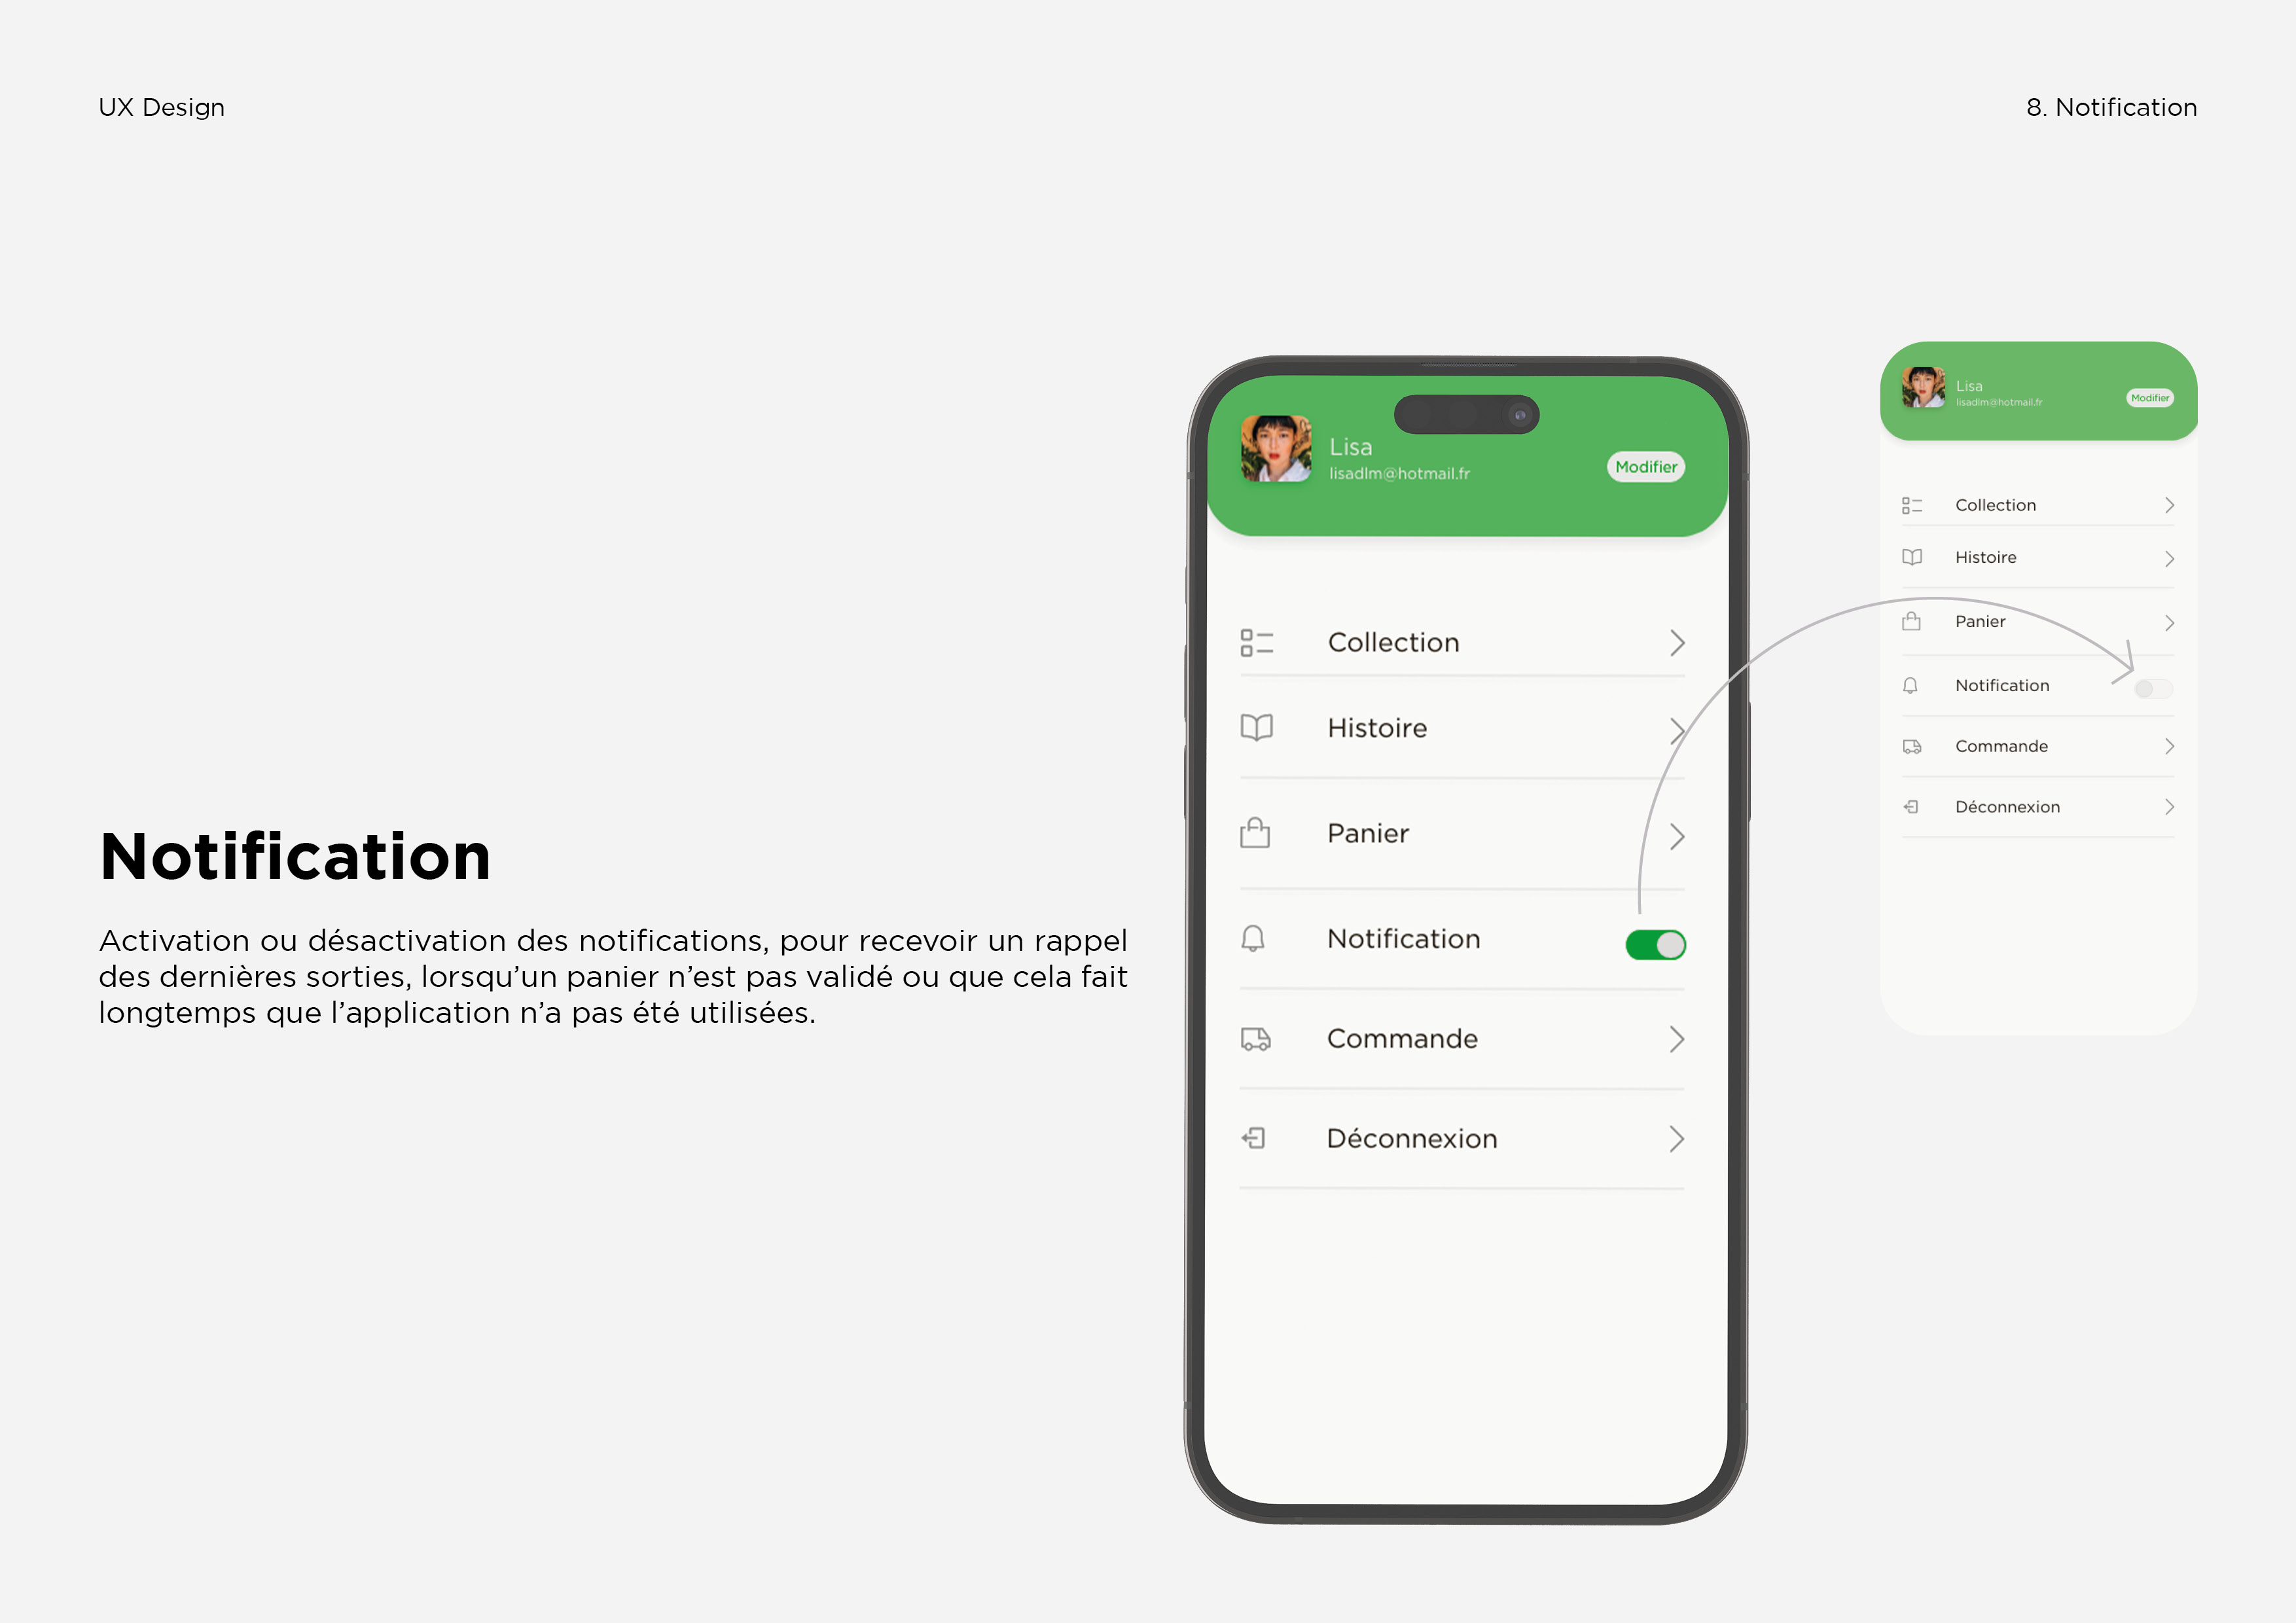 UX Design
8. Notification
Notification
Activation ou désactivation des notifications, pour recevoir un rappel
des dernières sorties, lorsqu’un panier n’est pas validé ou que cela fait
longtemps que l’application n’a pas été utilisées.
Lisa
lisadlm@hotmail.fr
Modifier
Collection
Histoire
Panier
Notification
Commande
Déconnexion
Lisa
lisadlm@hotmail.fr
Modifier
Collection
Histoire
Panier
Notification
Commande
Déconnexion